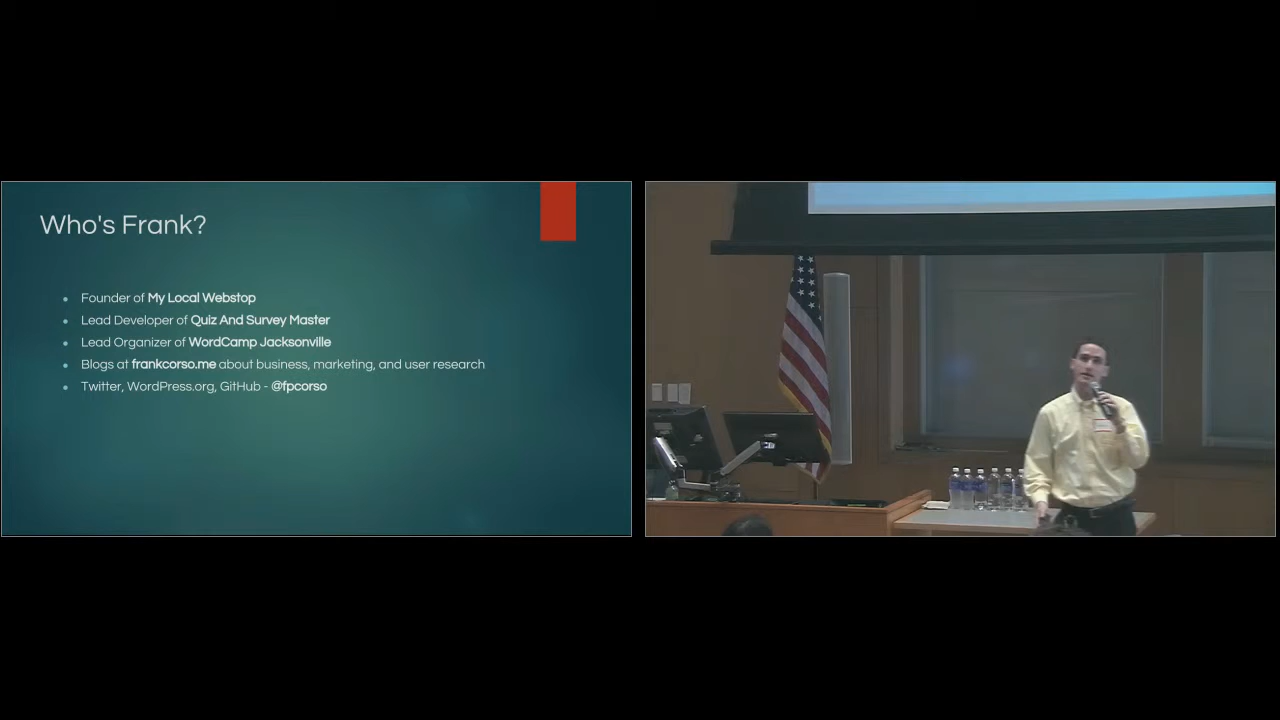 Who's Frank?
Founder of My Local Webstop
Lead Developer of Quiz And Survey Master
Lead Organizer of WordCamp Jacksonville
Blogs at frankcorso.me about business, marketing, and user research
Twitter, WordPress.org, GitHub - @fpcorso